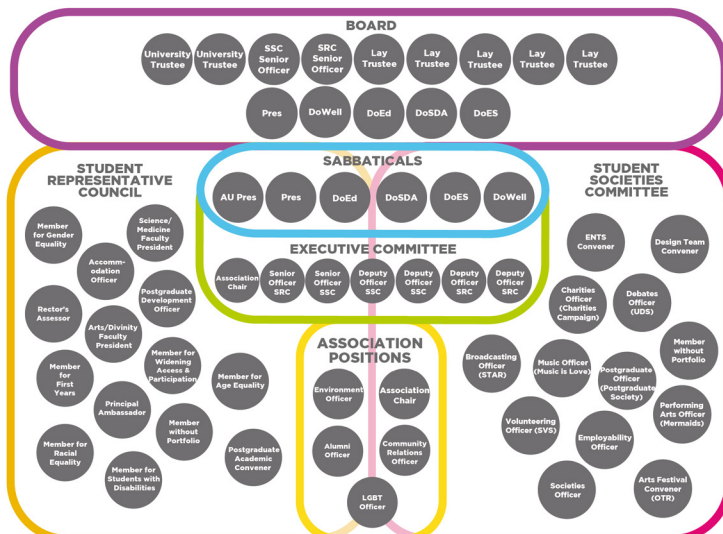 BOARD
University
Trustee
University
Trustee
SSC
Senior
Officer
SRC
Senior
Officer
Lay
Trustee
Lay
Trustee
Lay
Trustee
Lay
Trustee
Lay
Trustee
Pres
DoWell
DoEd
DoSDA
DoES
SABBATICALS
AU Pres
Pres
DoEd
DoSDA
DoES
DoWell
EXECUTIVE COMMITTEE
Association
Chair
Senior
Officer
SRC
Senior
Officer
SSC
Deputy
Officer
SSC
Deputy
Officer
SSC
Deputy
Officer
SRC
Deputy
Officer
SRC
STUDENT
REPRESENTATIVE
COUNCIL
Member
for Gender
Equality
Science/
Medicine
Faculty
President
Accomm-
odation
Officer
Postgraduate
Development
Officer
Rector's
Assessor
Arts/Divinity
Faculty
President
Member
for
First
Years
Member for
Widening
Access &
Participation
Member for
Age Equality
Principal
Ambassador
Member
without
Portfolio
Member for
Racial
Equality
Member for
Students with
Disabilities
Postgraduate
Academic
Convener
ASSOCIATION
POSITIONS
Environment
Officer
Association
Chair
Alumni
Officer
Community
Relations
Officer
LGBT
Officer
STUDENT
SOCIETIES
COMMITTEE
ENTS
Convener
Design Team
Convener
Charities
Officer
(Charities
Campaign)
Debates
Officer
(UDS)
Broadcasting
Officer
(STAR)
Music Officer
(Music is Love)
Postgraduate
Officer
(Postgraduate
Society)
Member
without
Portfolio
Performing
Arts Officer
(Mermaids)
Volunteering
Officer (SVS)
Employability
Officer
Societies
Officer
Arts Festival
Convener
(OTR)